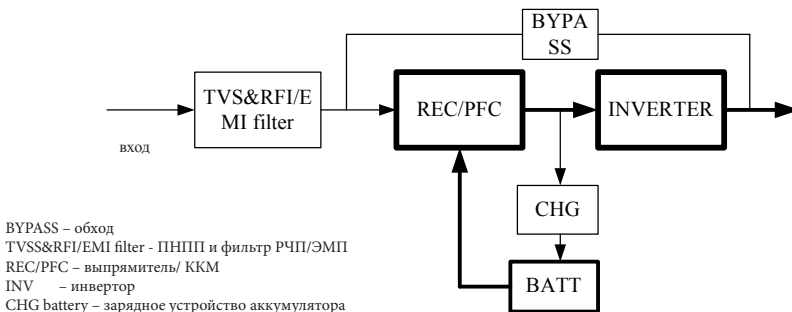 BYPA
SS
TVS&RFI/E
MI filter
REC/PFC
INVERTER
вход
CHG
BATT
BYPASS – обход
TVSS&RFI/EMI filter - ПНПП и фильтр РЧП/ЭМП
REC/PFC – выпрямитель/ ККМ
INV – инвертор
CHG battery – зарядное устройство аккумулятора